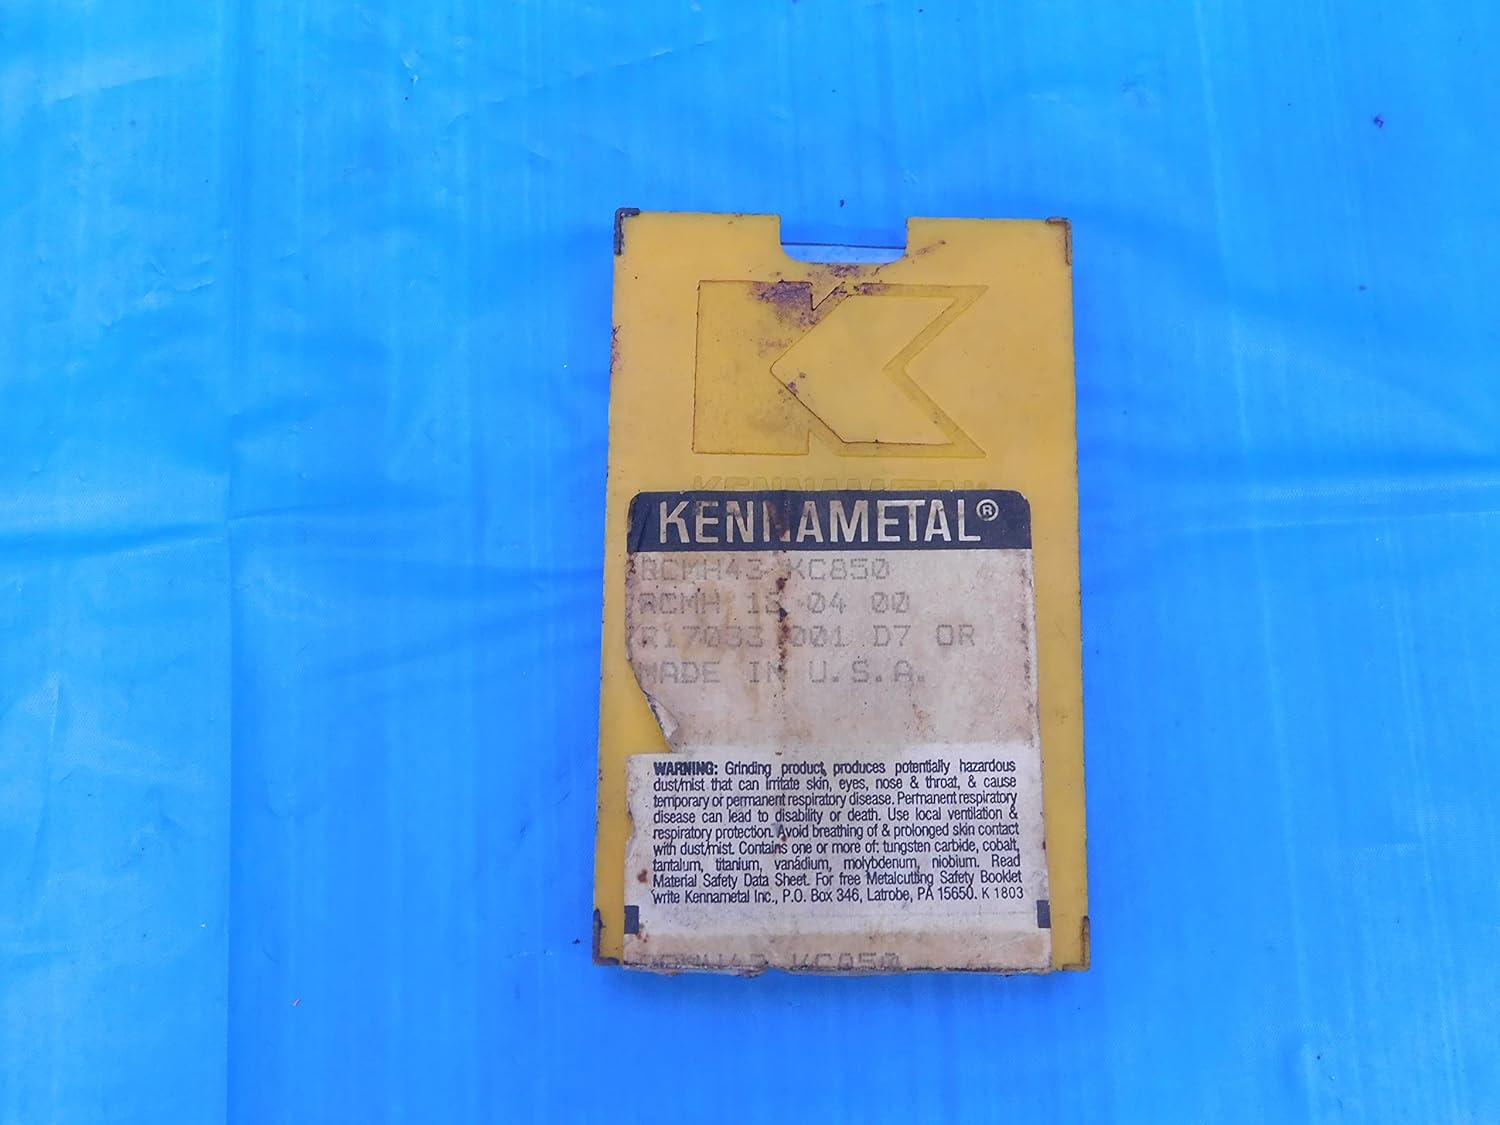 KENNAMETAL
KENNAMETAL®
RCMH43 KC850
RCMH 04 00
R17033 001 D7 OR
MADE IN U.S.A.
WARNING: Grinding product, produces potentially hazardous
dust/mist that can irritate skin, eyes, nose & throat, & cause
temporary or permanent respiratory disease. Permanent respiratory
disease can lead to disability or death. Use local ventilation &
respiratory protection. Avoid breathing of & prolonged skin contact
with dust/mist. Contains one or more of: tungsten carbide, cobalt,
tantalum, titanium, vanadium, molybdenum, niobium. Read
Material Safety Data Sheet. For free Metalcutting Safety Booklet
write Kennametal Inc., P.O. Box 346, Latrobe, PA 15650. K 1803
RCMH43 KC850